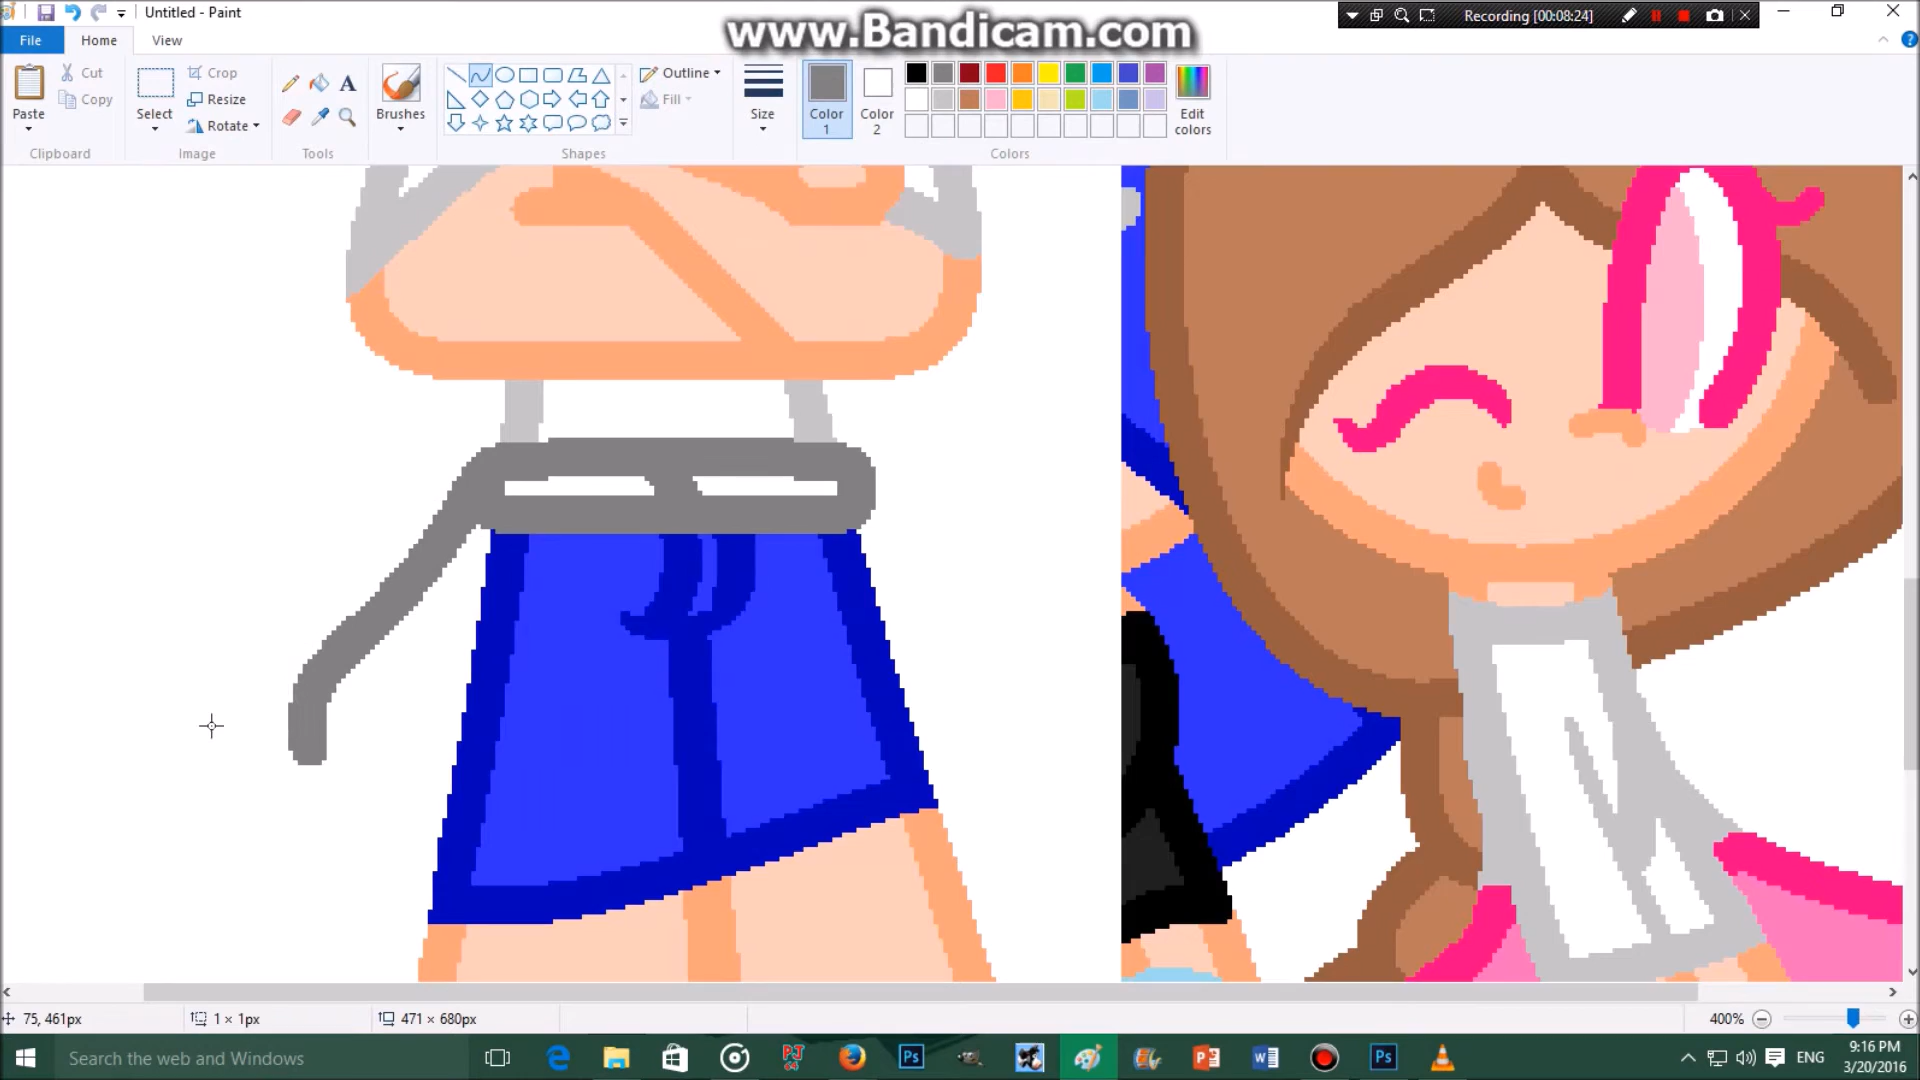 Untitled - Paint
www.Bandicam.com
Recording [00:08:24]
File
Home
View
Paste
Cut
Copy
Clipboard
Select
Crop
Resize
Rotate
Image
A
Tools
Brushes
Shapes
Outline
Fill
Size
Color 1
Color 2
Colors
Edit colors
75, 461px
1 × 1px
471 × 680px
400%
Search the web and Windows
ENG
9:16 PM
3/20/2016